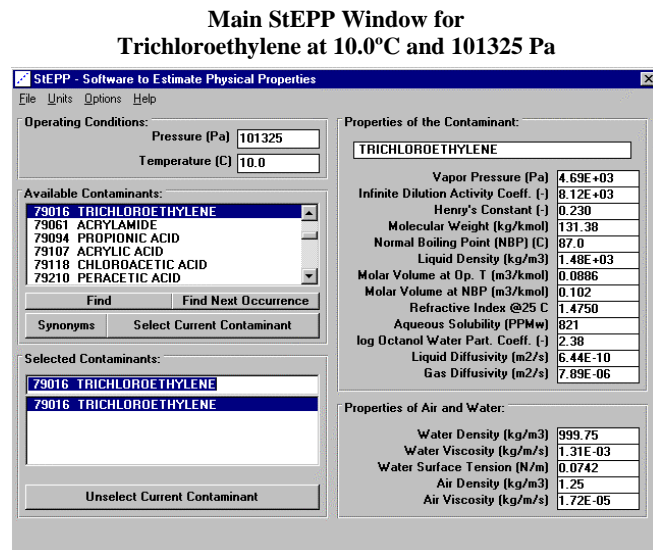 Main StEPP Window for
Trichloroethylene at 10.0ºC and 101325 Pa
StEPP - Software to Estimate Physical Properties
File Units Options Help
Operating Conditions:
Pressure (Pa) 101325
Temperature (C) 10.0
Available Contaminants:
79016 TRICHLOROETHYLENE
79061 ACRYLAMIDE
79094 PROPIONIC ACID
79107 ACRYLIC ACID
79118 CHLOROACETIC ACID
79210 PERACETIC ACID
Find Find Next Occurrence
Synonyms Select Current Contaminant
Selected Contaminants:
79016 TRICHLOROETHYLENE
79016 TRICHLOROETHYLENE
Unselect Current Contaminant
Properties of the Contaminant:
TRICHLOROETHYLENE
Vapor Pressure (Pa) 4.69E+03
Infinite Dilution Activity Coeff. (-) 8.12E+03
Henry's Constant (-) 0.230
Molecular Weight (kg/kmol) 131.38
Normal Boiling Point (NBP) (C) 87.0
Liquid Density (kg/m3) 1.48E+03
Molar Volume at Op. T (m3/kmol) 0.0886
Molar Volume at NBP (m3/kmol) 0.102
Refractive Index @25 C 1.4750
Aqueous Solubility (PPMw) 821
log Octanol Water Part. Coeff. (-) 2.38
Liquid Diffusivity (m2/s) 6.44E-10
Gas Diffusivity (m2/s) 7.89E-06
Properties of Air and Water:
Water Density (kg/m3) 999.75
Water Viscosity (kg/m/s) 1.31E-03
Water Surface Tension (N/m) 0.0742
Air Density (kg/m3) 1.25
Air Viscosity (kg/m/s) 1.72E-05